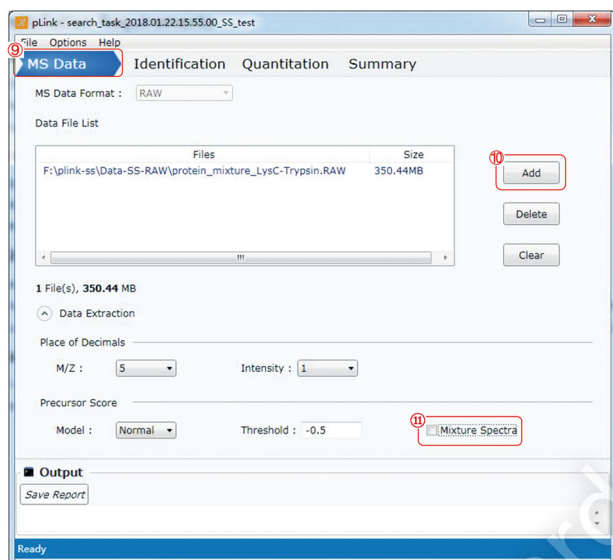 pLink - search_task_2018.01.22.15.55.00_SS_test
File Options Help
⑨
MS Data Identification Quantitation Summary
MS Data Format : RAW
Data File List
Files Size
F:\plink-ss\Data-SS-RAW\protein_mixture_LysC-Trypsin.RAW 350.44MB
⑩
Add
Delete
Clear
1 File(s), 350.44 MB
Data Extraction
Place of Decimals
M/Z : 5 Intensity : 1
Precursor Score
⑪
Model : Normal Threshold : -0.5 Mixture Spectra
Output
Save Report
Ready